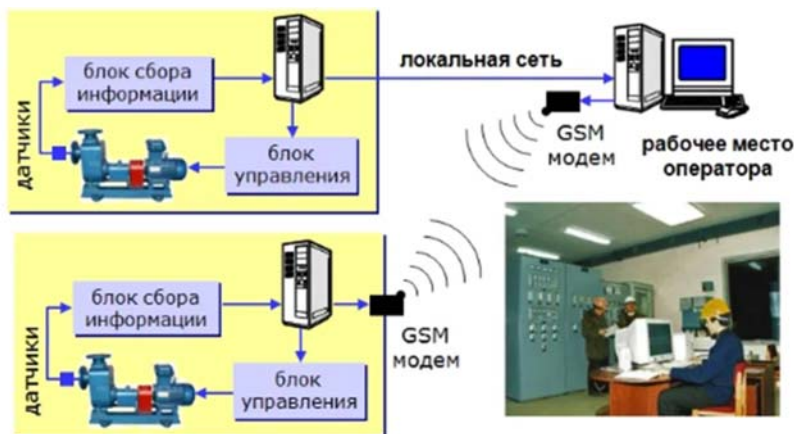 датчики
блок сбора
информации
блок
управления
локальная сеть
GSM
модем
рабочее место
оператора
датчики
блок сбора
информации
блок
управления
GSM
модем